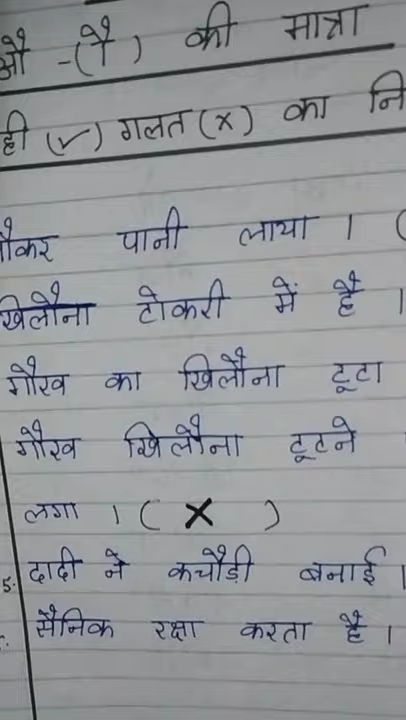 औ -(ौ) की मात्रा
ही (✓) गलत (×) का नि
नौकर पानी लाया । (
खिलौना टोकरी में है ।
गौरव का खिलौना टूटा
गौरव खिलौना टूटने
लगा । ( × )
5. दादी ने कचौड़ी बनाई ।
सैनिक रक्षा करता है ।